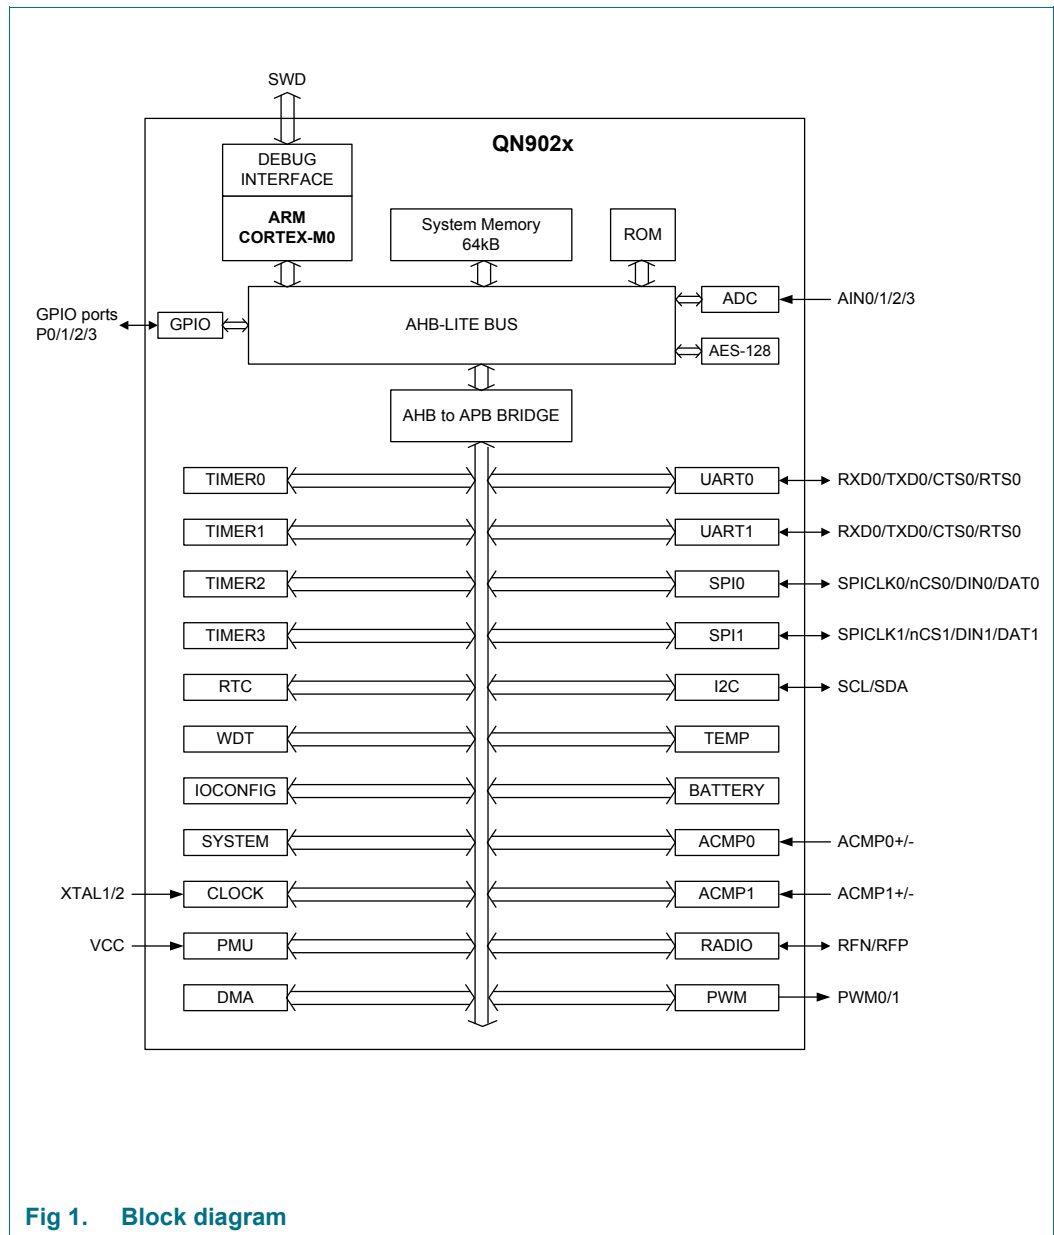 SWD
QN902x
DEBUG
INTERFACE
ARM
CORTEX-M0
System Memory
64kB
ROM
GPIO ports
P0/1/2/3
GPIO
AHB-LITE BUS
ADC
AIN0/1/2/3
AES-128
AHB to APB BRIDGE
TIMER0
UART0
RXD0/TXD0/CTS0/RTS0
TIMER1
UART1
RXD0/TXD0/CTS0/RTS0
TIMER2
SPI0
SPICLK0/nCS0/DIN0/DAT0
TIMER3
SPI1
SPICLK1/nCS1/DIN1/DAT1
RTC
I2C
SCL/SDA
WDT
TEMP
IOCONFIG
BATTERY
SYSTEM
ACMP0
ACMP0+/-
XTAL1/2
CLOCK
ACMP1
ACMP1+/-
VCC
PMU
RADIO
RFN/RFP
DMA
PWM
PWM0/1
Fig 1. Block diagram